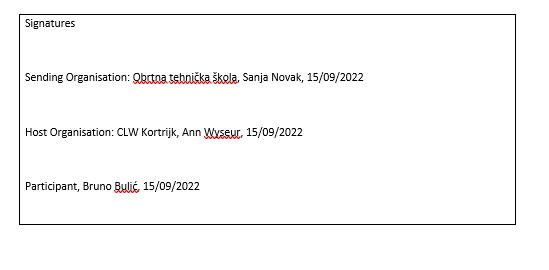 Signatures
Sending Organisation: Obrtna tehnička škola, Sanja Novak, 15/09/2022
Host Organisation: CLW Kortrijk, Ann Wyseur, 15/09/2022
Participant, Bruno Bulić, 15/09/2022